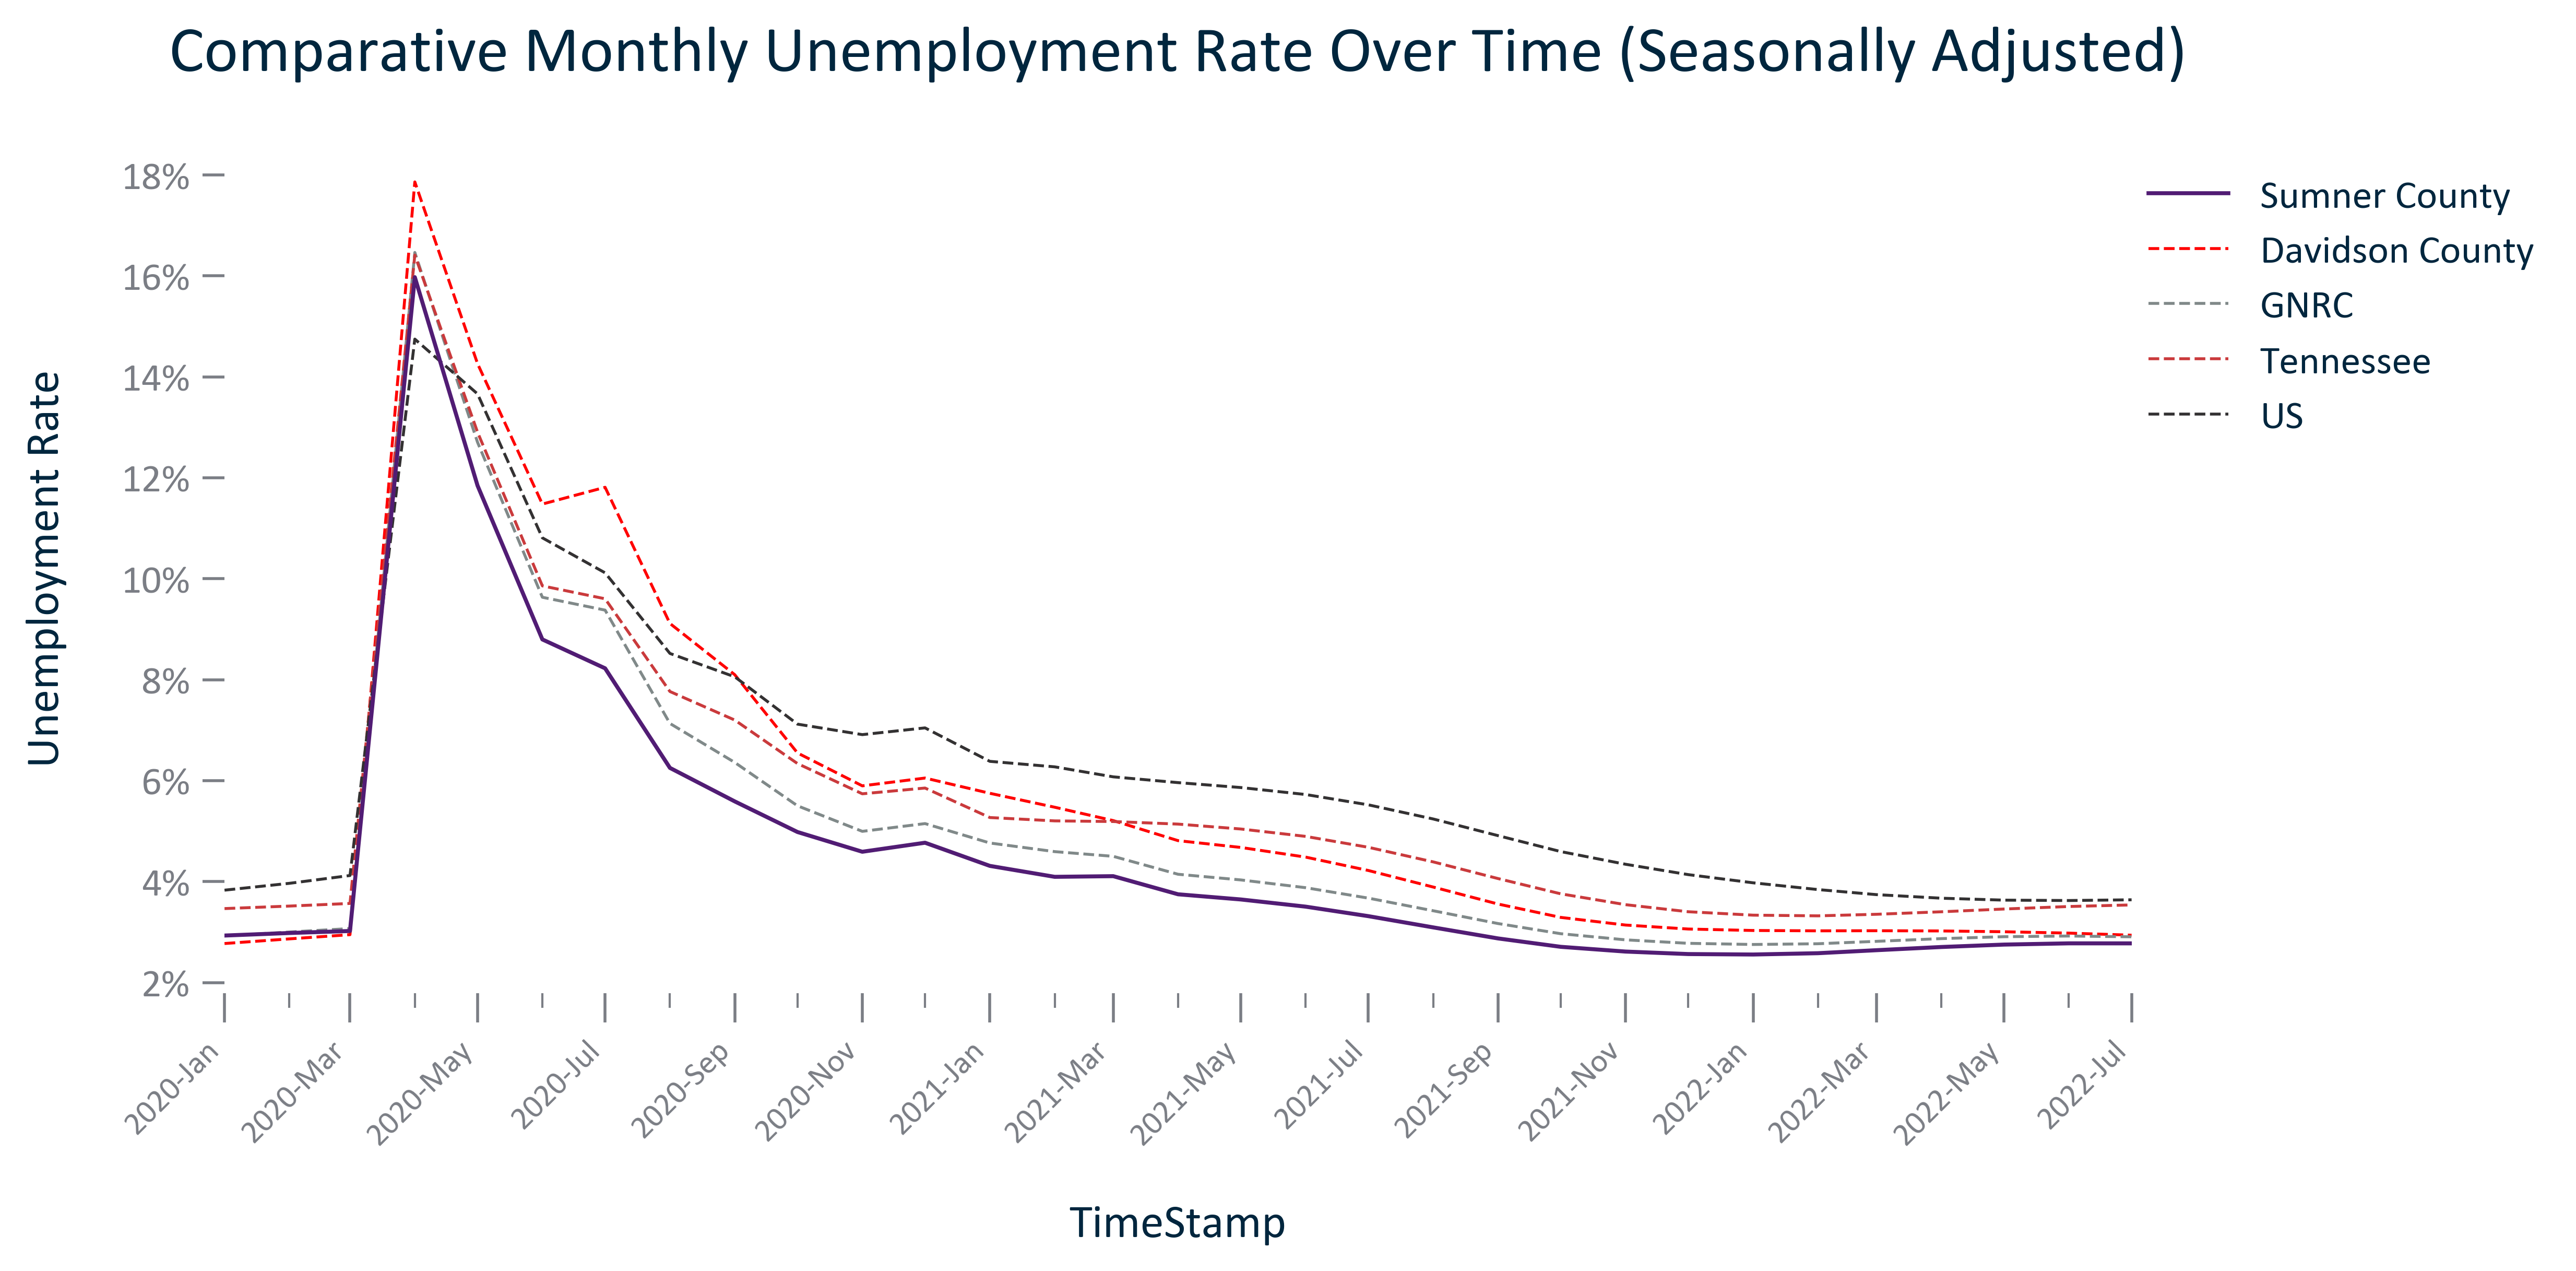 Comparative Monthly Unemployment Rate Over Time (Seasonally Adjusted)
18%
16%
14%
12%
10%
8%
6%
4%
2%
Unemployment Rate
Sumner County
Davidson County
GNRC
Tennessee
US
2020-Jan
2020-Mar
2020-May
2020-Jul
2020-Sep
2020-Nov
2021-Jan
2021-Mar
2021-May
2021-Jul
2021-Sep
2021-Nov
2022-Jan
2022-Mar
2022-May
2022-Jul
TimeStamp